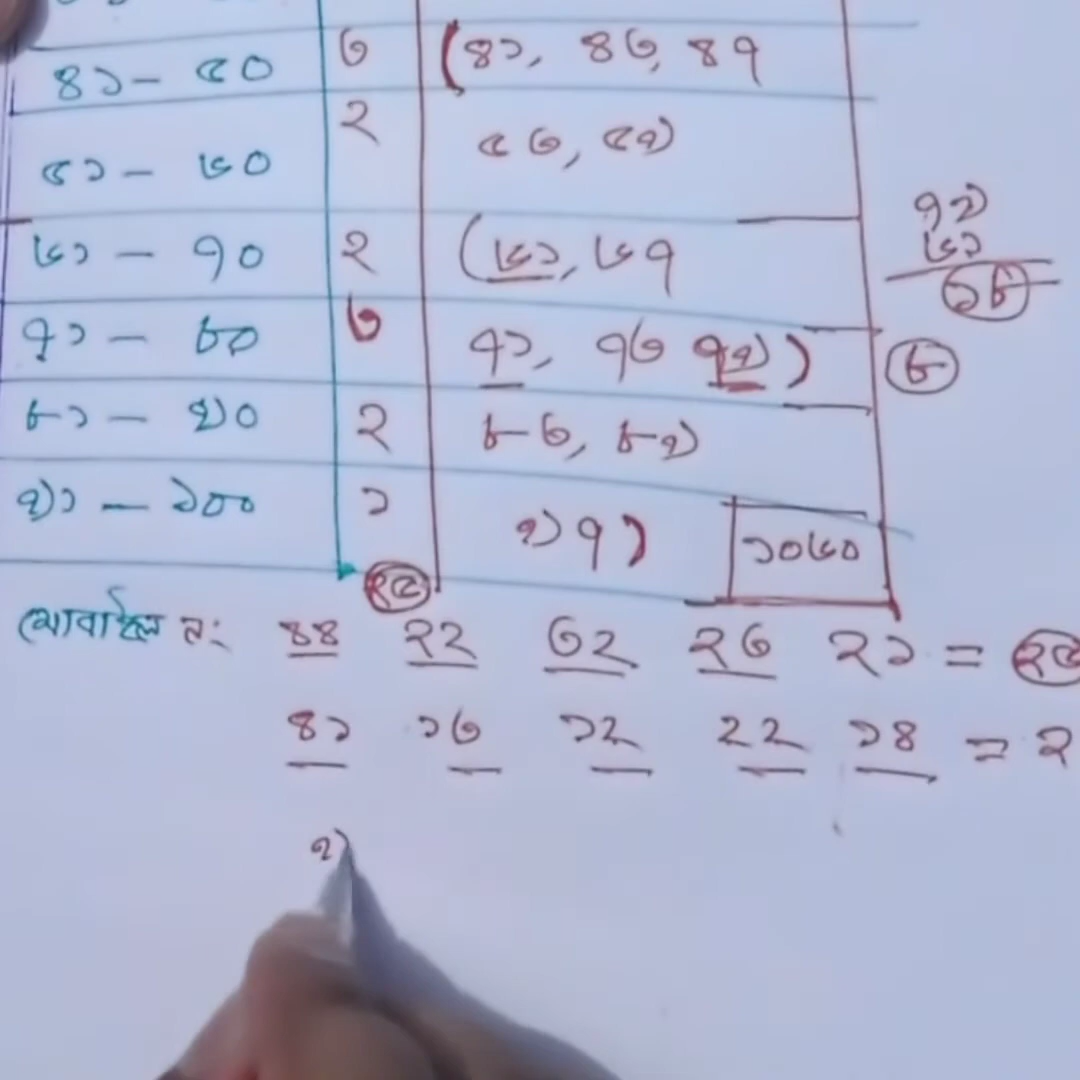 ৪১ – ৫০ ৩ (৪১, ৪৩, ৪৭
৫১ – ৬০ ২ ৫৩, ৫৯
৬১ – ৭০ ২ (৬১, ৬৭
৭১ – ৮০ ৩ ৭১, ৭৩ ৭৯)
৮১ – ৯০ ২ ৮৩, ৮৯
৯১ – ১০০ ১ ৯৭)
১০৬০
২৫
৭৯
৬১
১৮
৮
মোবাইল নং: ৪৪ ২২ ৩২ ২৩ ২১ = ২৫
৪১ ১৩ ১২ ২২ ১৪ = ২
৯